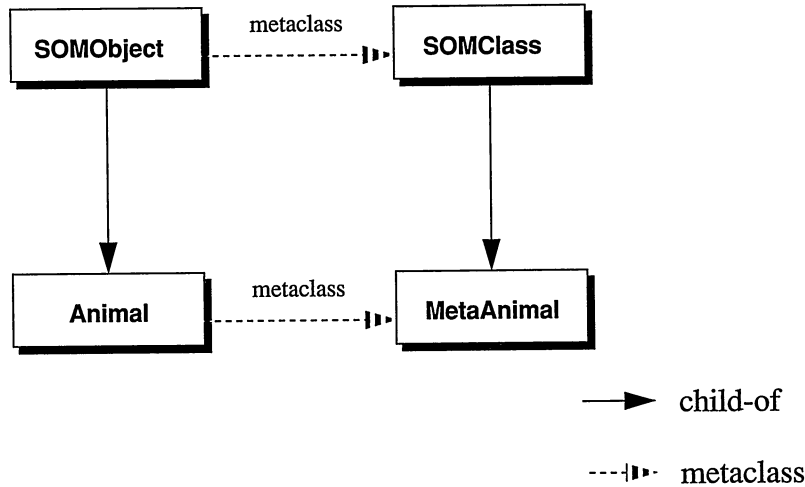 metaclass
SOMObject
SOMClass
metaclass
Animal
MetaAnimal
child-of
metaclass